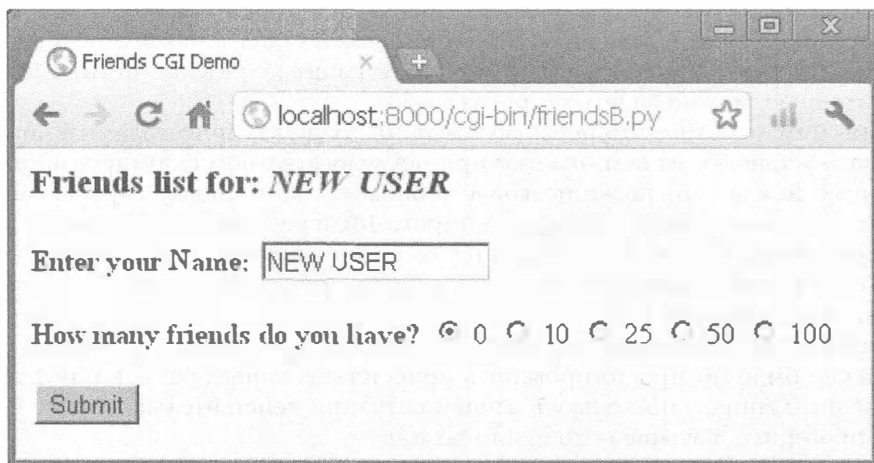 Friends CGI Demo
localhost:8000/cgi-bin/friendsB.py
Friends list for: NEW USER
Enter your Name: NEW USER
How many friends do you have? 0 10 25 50 100
Submit